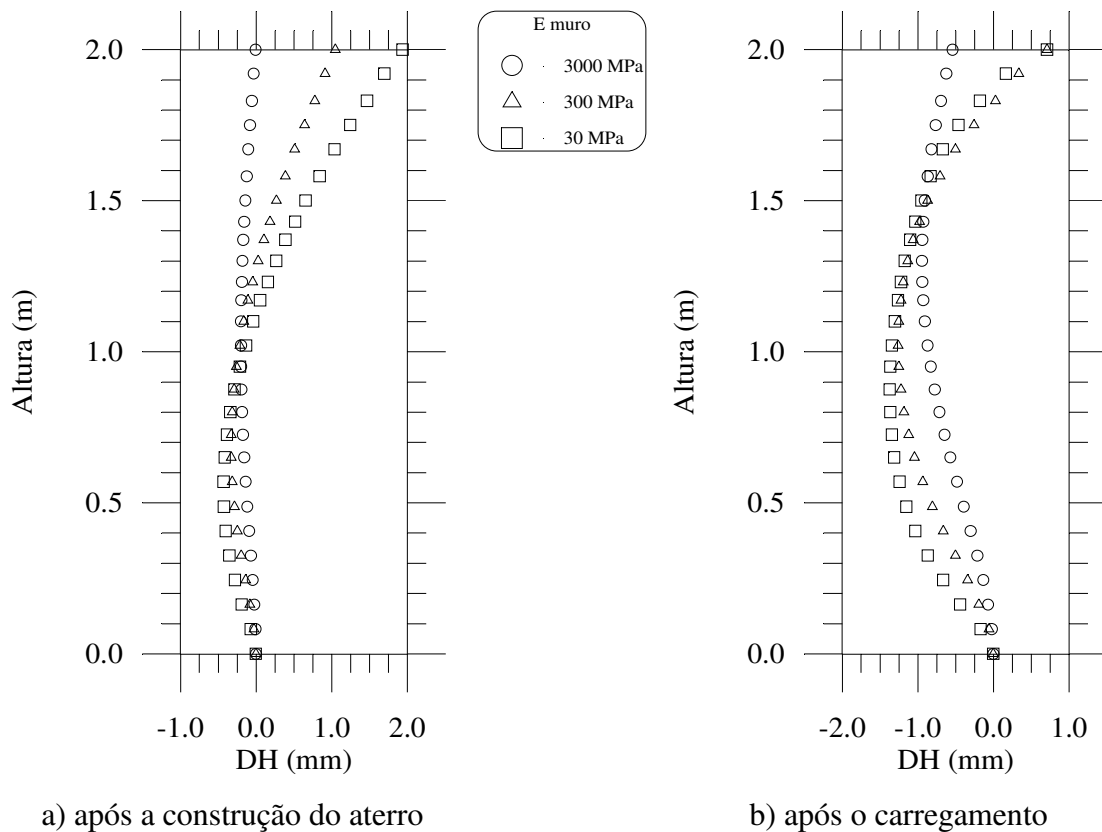 E muro
3000 MPa
300 MPa
30 MPa
Altura (m)
2.0
1.5
1.0
0.5
0.0
-1.0 0.0 1.0 2.0
DH (mm)
a) após a construção do aterro
Altura (m)
2.0
1.5
1.0
0.5
0.0
-2.0 -1.0 0.0 1.0
DH (mm)
b) após o carregamento